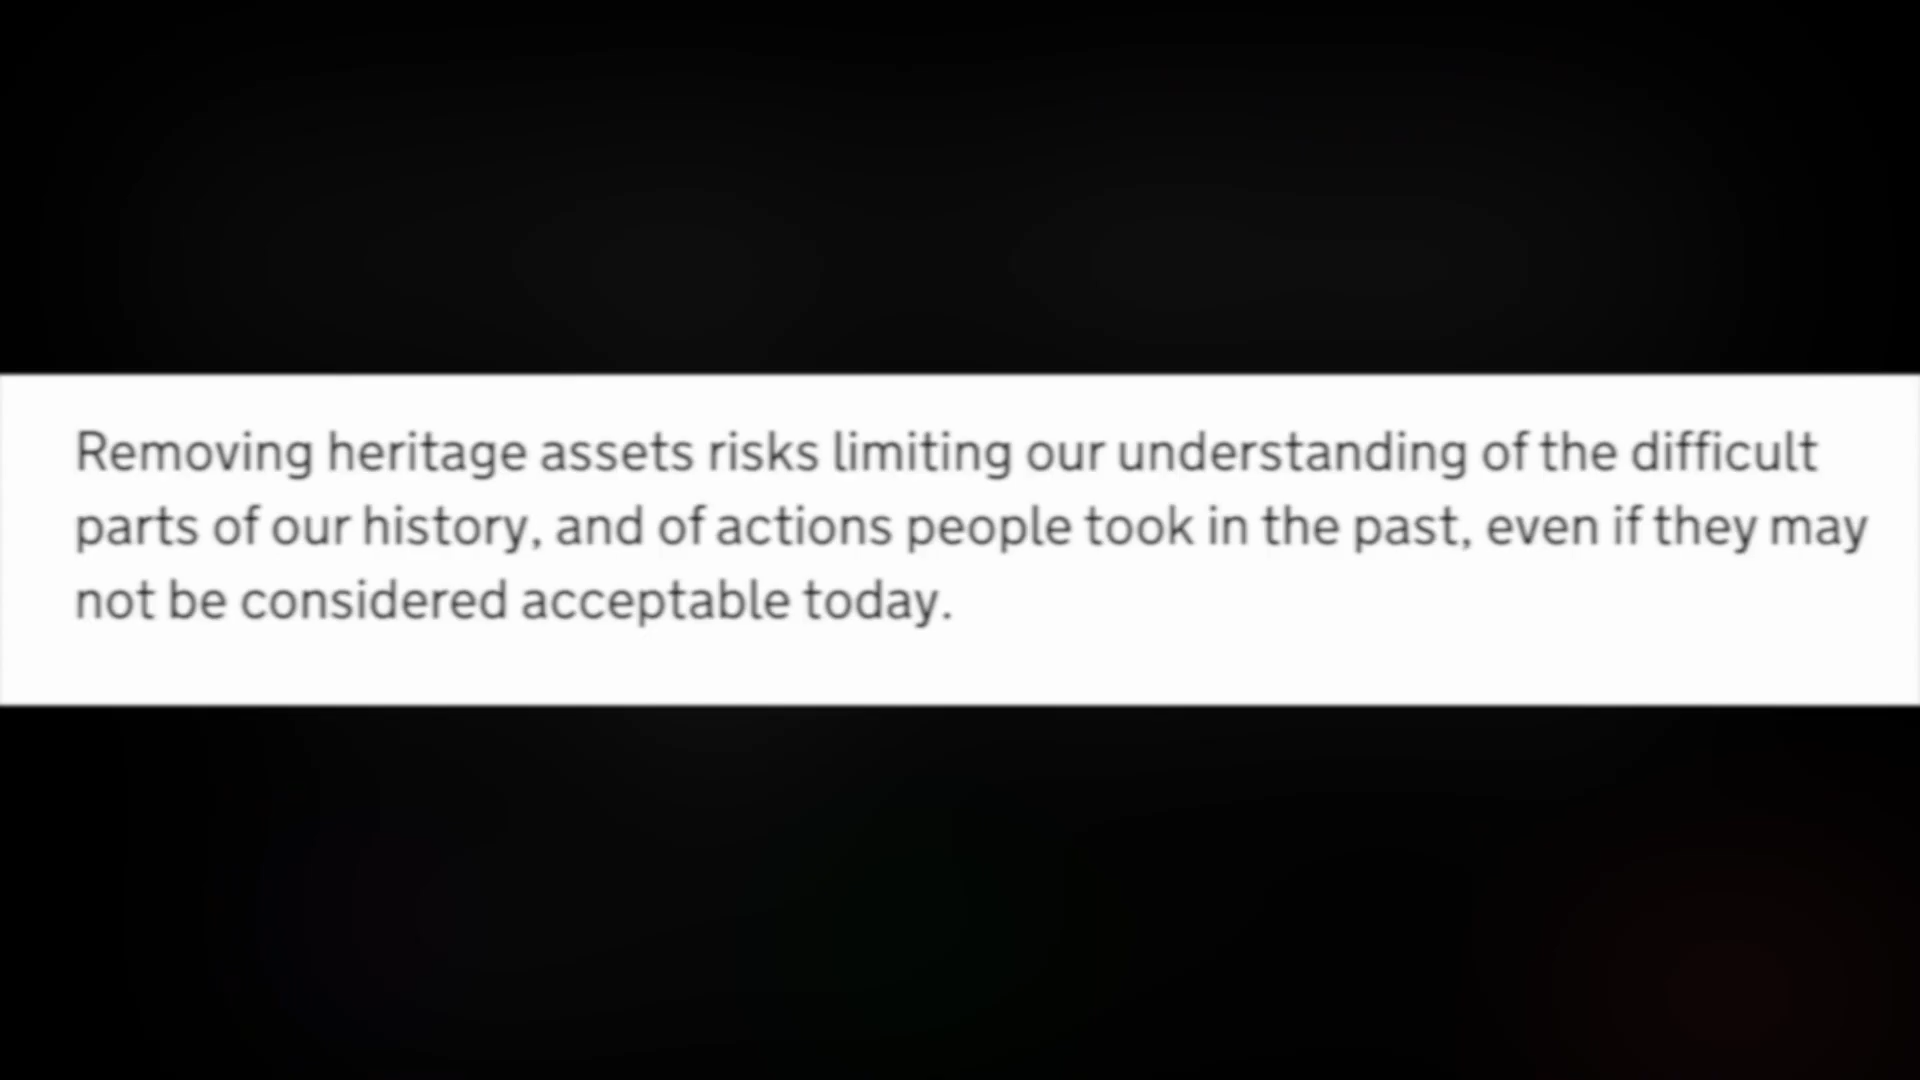 Removing heritage assets risks limiting our understanding of the difficult
parts of our history, and of actions people took in the past, even if they may
not be considered acceptable today.